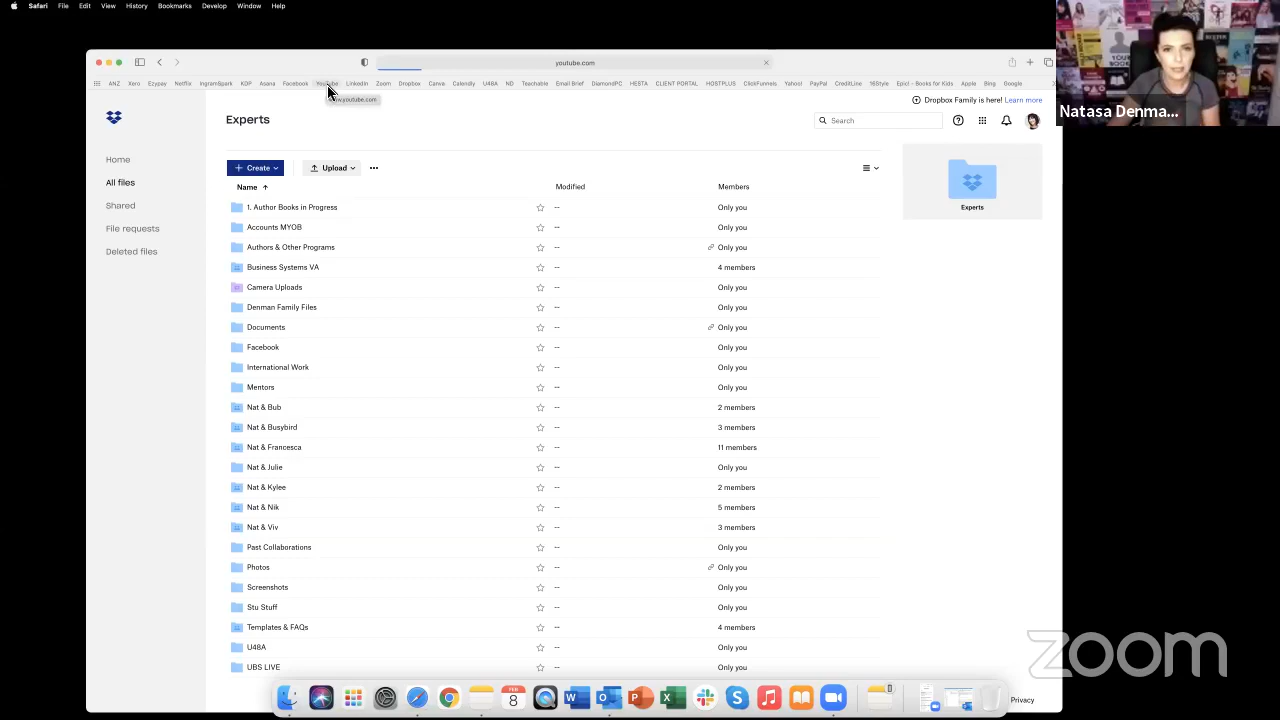 Safari File Edit View History Bookmarks Develop Window Help
youtube.com
ANZ Xero Ezypay Netflix IngramSpark KDP Asana Facebook YouTube LinkedIn Zoom Dropbox Canva Calendly U48A ND Teachable Email Brief DiamondPC HESTA CLIENT PORTAL HOSTPLUS ClickFunnels Yahoo! PayPal CreditLine 16Style Epic! - Books for Kids Apple Bing Google
Dropbox Family is here! Learn more
Natasa Denma...
Experts
Search
Home
All files
Shared
File requests
Deleted files
Create
Upload
Name Modified Members
1. Author Books in Progress -- Only you
Accounts MYOB -- Only you
Authors & Other Programs -- Only you
Business Systems VA -- 4 members
Camera Uploads -- Only you
Denman Family Files -- Only you
Documents -- Only you
Facebook -- Only you
International Work -- Only you
Mentors -- Only you
Nat & Bub -- 2 members
Nat & Busybird -- 3 members
Nat & Francesca -- 11 members
Nat & Julie -- Only you
Nat & Kylee -- 2 members
Nat & Nik -- 5 members
Nat & Viv -- 3 members
Past Collaborations -- Only you
Photos -- Only you
Screenshots -- Only you
Stu Stuff -- Only you
Templates & FAQs -- 4 members
U48A -- Only you
UBS LIVE -- Only you
Experts
zoom
FEB
8
Privacy